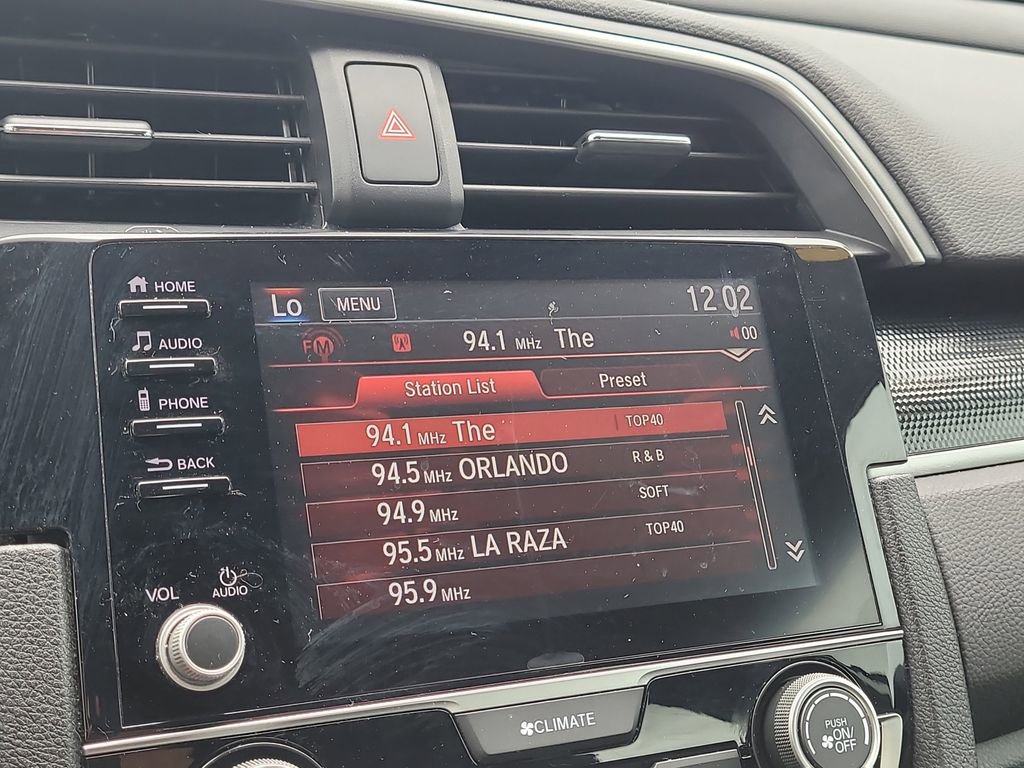 HOME
AUDIO
PHONE
BACK
VOL
AUDIO
Lo MENU 12 02
FM 94.1 MHz The 00
Station List Preset
94.1 MHz The TOP40
94.5 MHz ORLANDO R & B
94.9 MHz SOFT
95.5 MHz LA RAZA TOP40
95.9 MHz
CLIMATE
PUSH
ON/
OFF